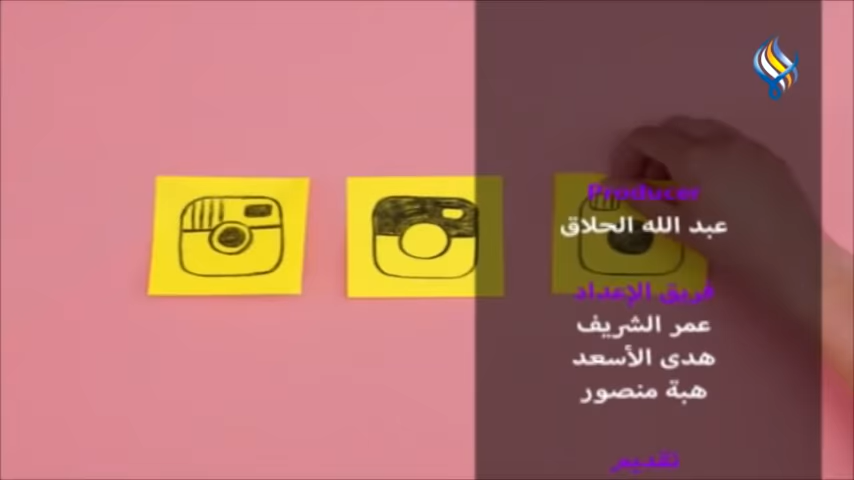 Producer
عبد الله الحلاق
فريق الإعداد
عمر الشريف
هدى الأسعد
هبة منصور
تقديم